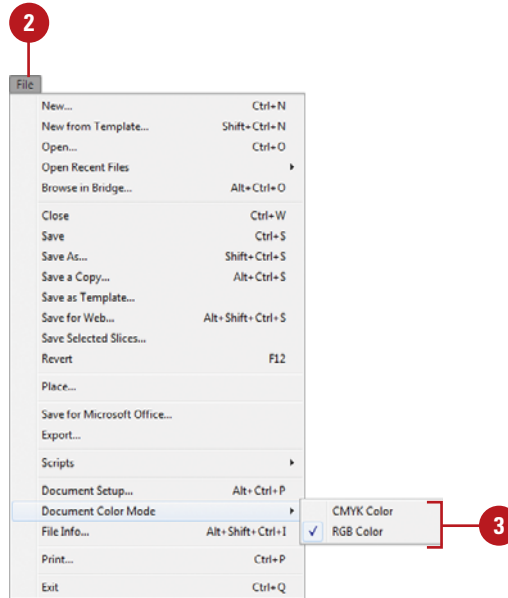 2
File
New... Ctrl+N
New from Template... Shift+Ctrl+N
Open... Ctrl+O
Open Recent Files
Browse in Bridge... Alt+Ctrl+O
Close Ctrl+W
Save Ctrl+S
Save As... Shift+Ctrl+S
Save a Copy... Alt+Ctrl+S
Save as Template...
Save for Web... Alt+Shift+Ctrl+S
Save Selected Slices...
Revert F12
Place...
Save for Microsoft Office...
Export...
Scripts
Document Setup... Alt+Ctrl+P
Document Color Mode CMYK Color
File Info... Alt+Shift+Ctrl+I RGB Color 3
Print... Ctrl+P
Exit Ctrl+Q